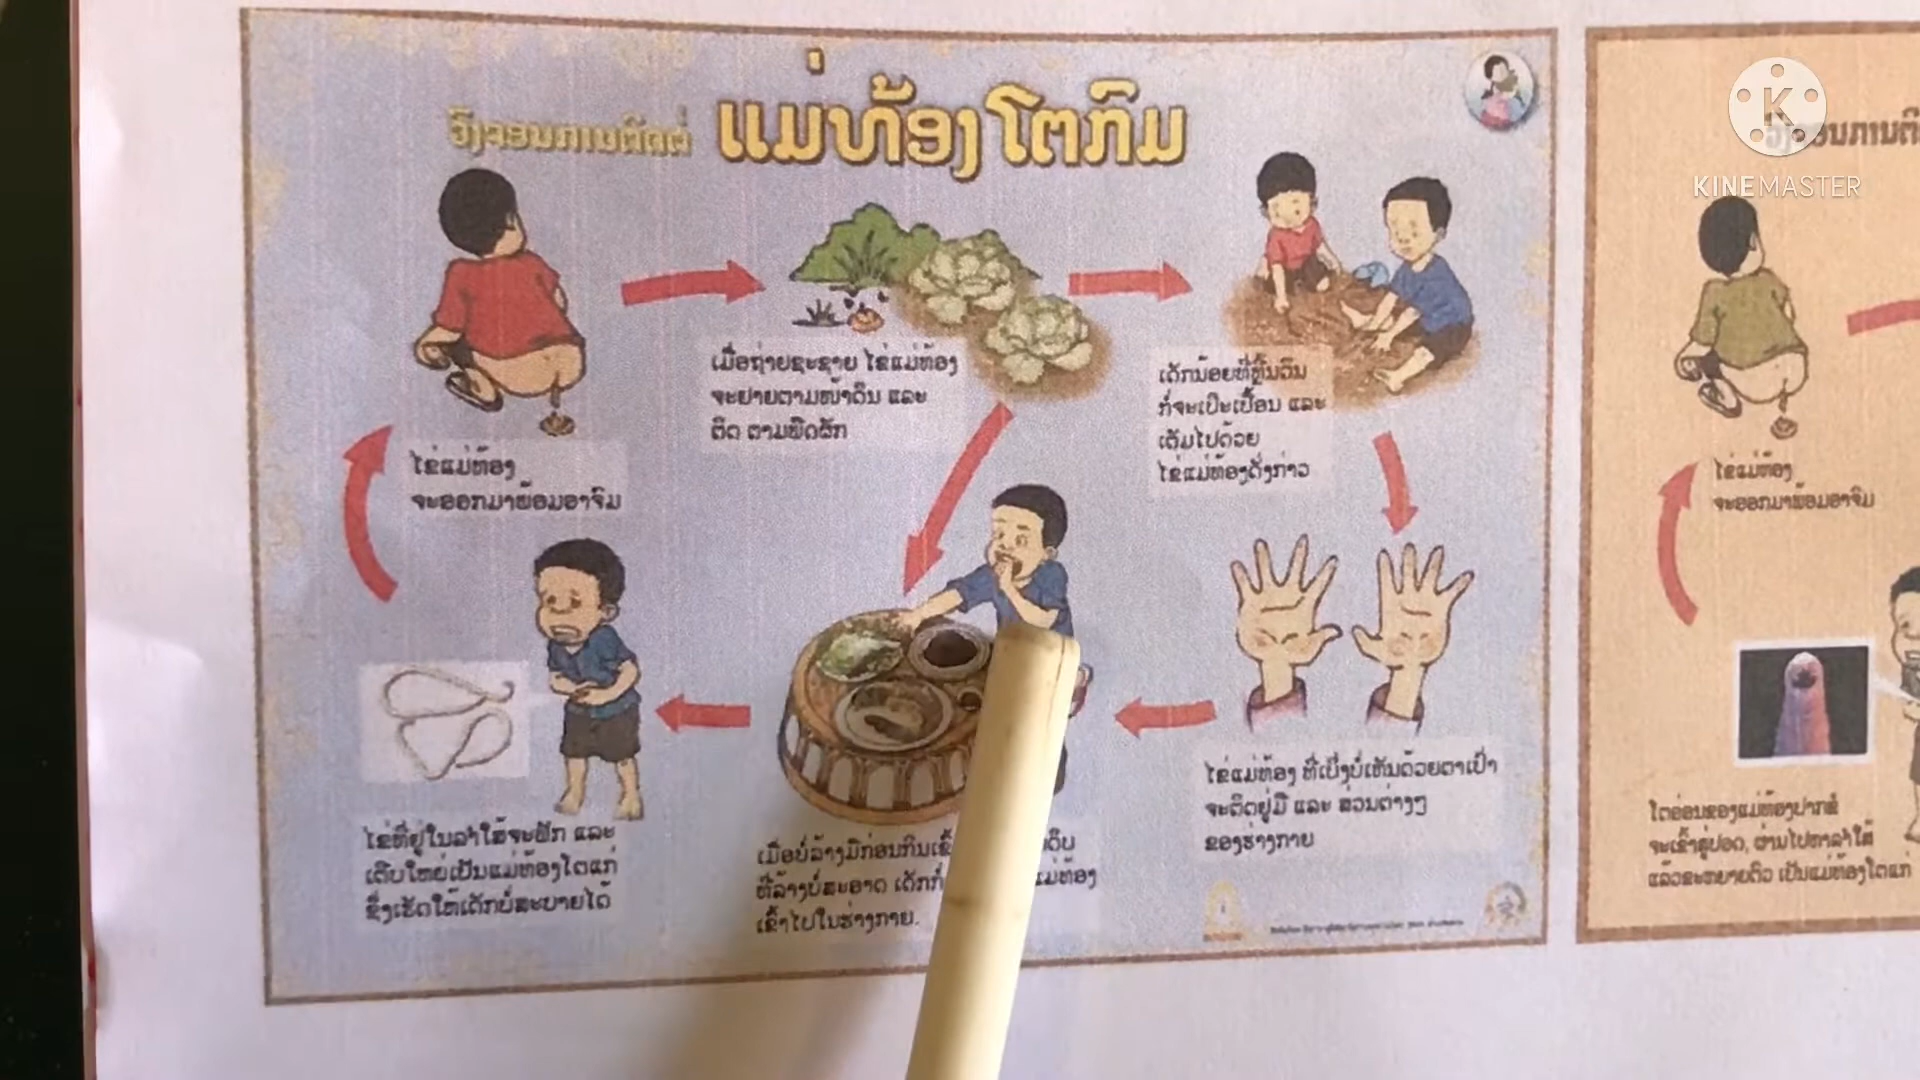 ວົງຈອນການຕິດຕໍ່ ແມ່ທ້ອງໂຕກົມ
KINEMASTER
ເມື່ອຖ່າຍຊະຊາຍ ໄຂ່ແມ່ທ້ອງ
ຈະຢາຍຕາມໜ້າດິນ ແລະ
ຕິດ ຕາມພືດຜັກ
ເດັກນ້ອຍທີ່ຫຼິ້ນດິນ
ກໍ່ຈະເປິະເປື້ອນ ແລະ
ເຕັມໄປດ້ວຍ
ໄຂ່ແມ່ທ້ອງດັ່ງກ່າວ
ໄຂ່ແມ່ທ້ອງ
ຈະອອກມາພ້ອມອາຈົມ
ໄຂ່ແມ່ທ້ອງ ທີ່ເບິ່ງບໍ່ເຫັນດ້ວຍຕາເປົ່າ
ຈະຕິດຢູ່ມື ແລະ ສ່ວນຕ່າງໆ
ຂອງຮ່າງກາຍ
ເມື່ອບໍ່ລ້າງມືກ່ອນກິນ
ທີ່ລ້າງບໍ່ສະອາດ ເດັກກໍ່ ແມ່ທ້ອງ
ເຂົ້າໄປໃນຮ່າງກາຍ.
ໄຂ່ທີ່ຢູ່ໃນລຳໃສ້ຈະຟັກ ແລະ
ເຕີບໃຫຍ່ເປັນແມ່ທ້ອງໂຕແກ່
ຊຶ່ງເຮັດໃຫ້ເດັກບໍ່ສະບາຍໄດ້
ໄຂ່ແມ່ທ້ອງ
ຈະອອກມາພ້ອມອາຈົມ
ໂຕອ່ອນຂອງແມ່ທ້ອງປາກຂໍ
ຈະເຂົ້າສູ່ປອດ, ຜ່ານໄປຫາລຳໃສ້
ແລ້ວຂະຫຍາຍຕົວ ເປັນແມ່ທ້ອງໂຕແກ່